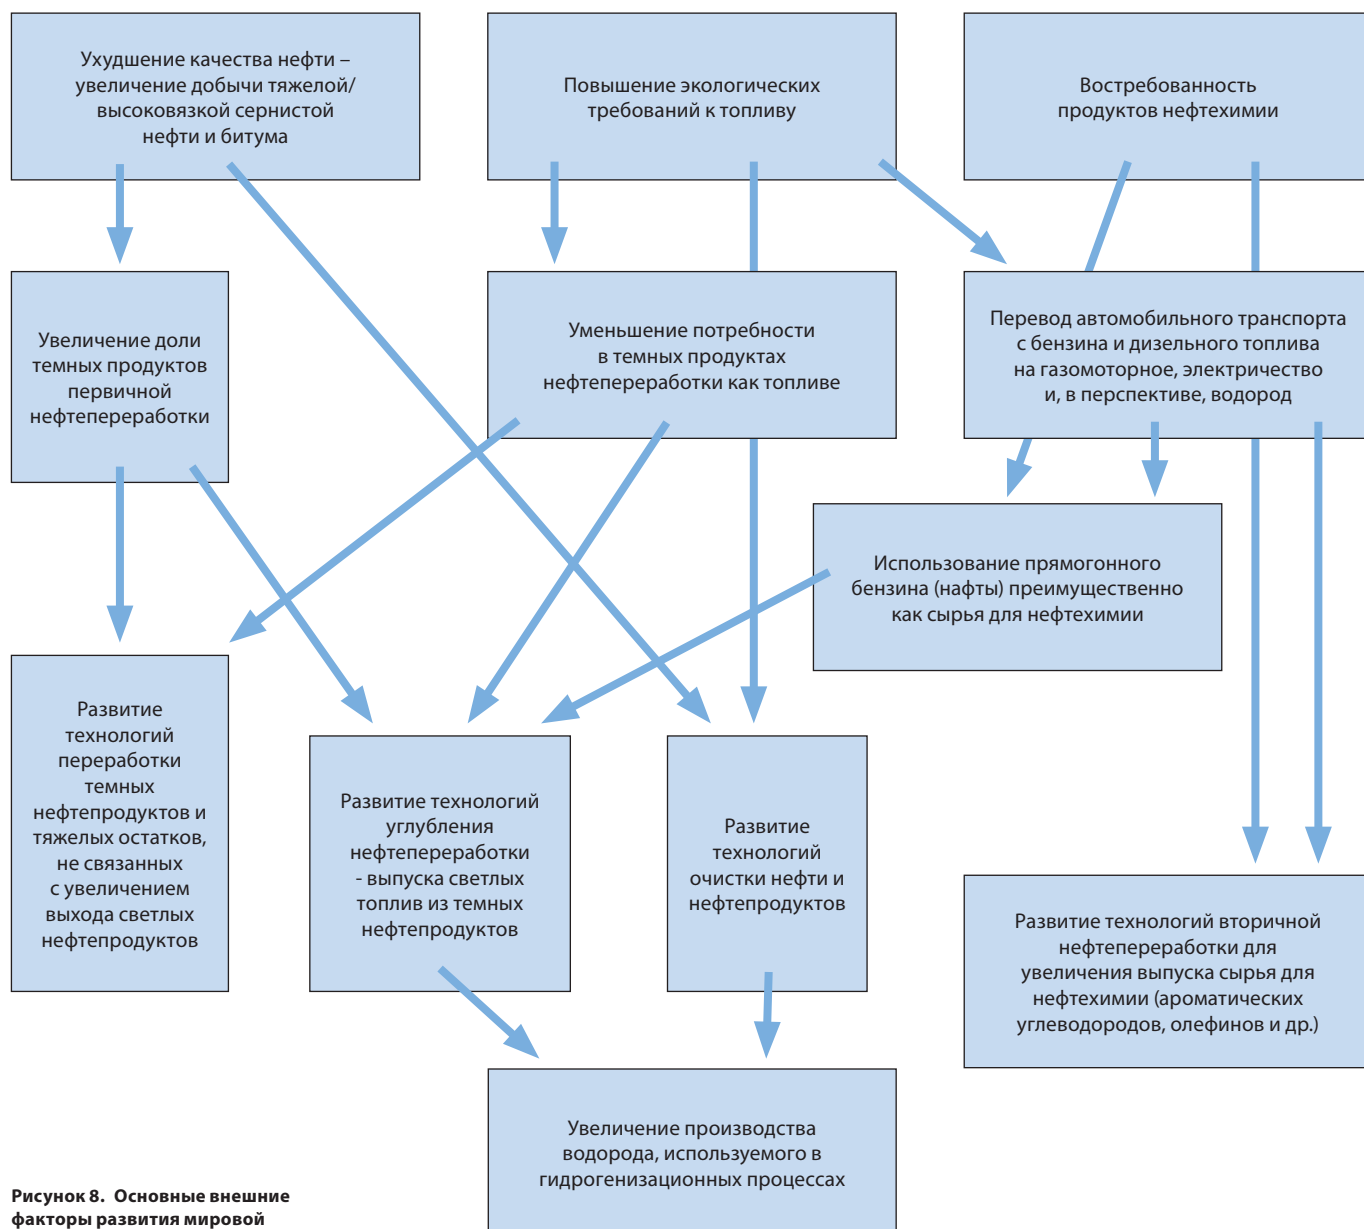 Ухудшение качества нефти –
увеличение добычи тяжелой/
высоковязкой сернистой
нефти и битума
Повышение экологических
требований к топливу
Востребованность
продуктов нефтехимии
Увеличение доли
темных продуктов
первичной
нефтепереработки
Уменьшение потребности
в темных продуктах
нефтепереработки как топливе
Перевод автомобильного транспорта
с бензина и дизельного топлива
на газомоторное, электричество
и, в перспективе, водород
Использование прямогонного
бензина (нафты) преимущественно
как сырья для нефтехимии
Развитие
технологий
переработки
темных
нефтепродуктов и
тяжелых остатков,
не связанных
с увеличением
выхода светлых
нефтепродуктов
Развитие технологий
углубления
нефтепереработки
- выпуска светлых
топлив из темных
нефтепродуктов
Развитие
технологий
очистки нефти и
нефтепродуктов
Развитие технологий вторичной
нефтепереработки для
увеличения выпуска сырья для
нефтехимии (ароматических
углеводородов, олефинов и др.)
Увеличение производства
водорода, используемого в
гидрогенизационных процессах
Рисунок 8. Основные внешние
факторы развития мировой